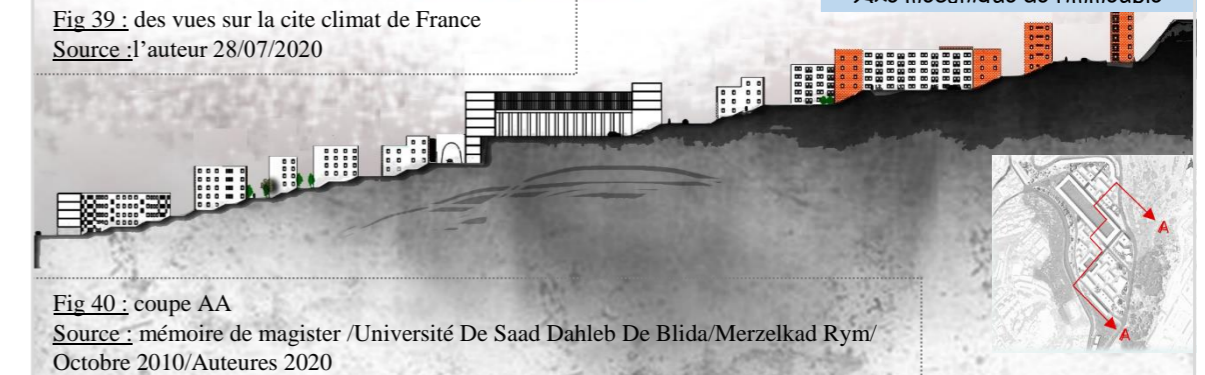 Fig 39 : des vues sur la cite climat de France
Source :l'auteur 28/07/2020
Fig 40 : coupe AA
Source : mémoire de magister /Université De Saad Dahleb De Blida/Merzelkad Rym/
Octobre 2010/Auteures 2020
A
A